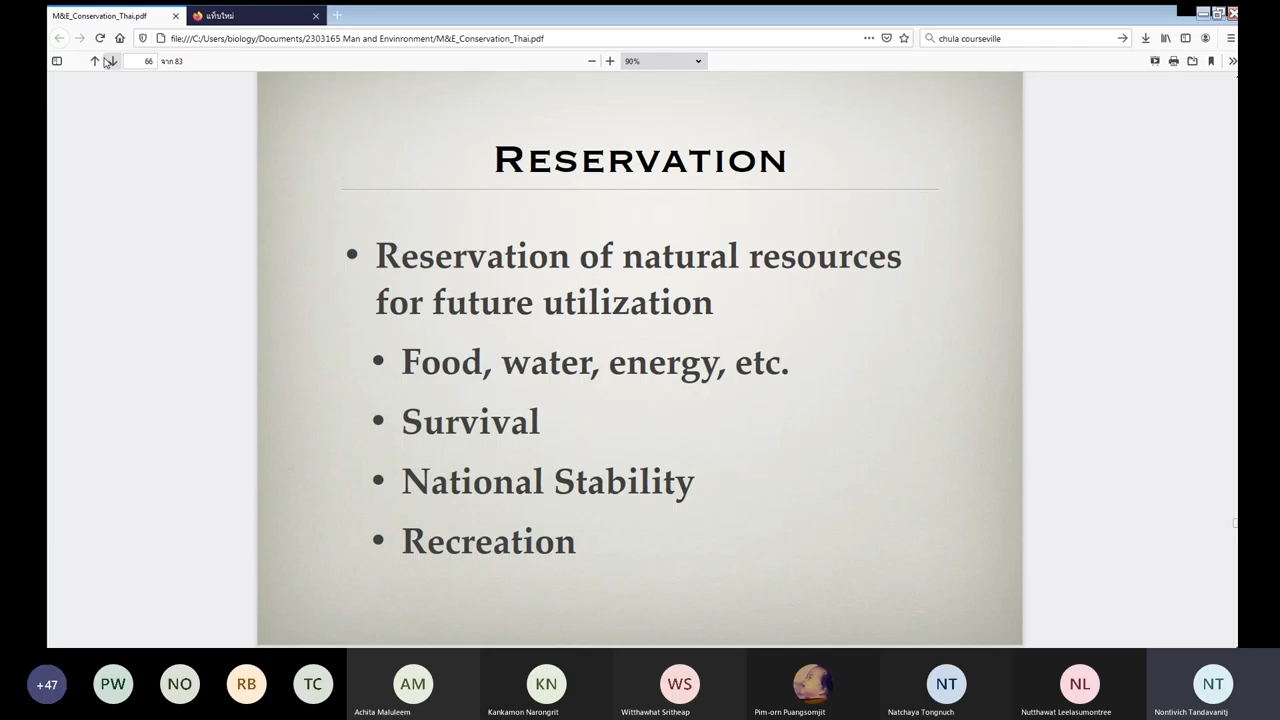 M&E_Conservation_Thai.pdf
แท็บใหม่
file:///C:/Users/biology/Documents/2303165 Man and Envinronment/M&E_Conservation_Thai.pdf
chula courseville
66 จาก 83
90%
RESERVATION
• Reservation of natural resources
for future utilization
• Food, water, energy, etc.
• Survival
• National Stability
• Recreation
+47
PW
NO
RB
TC
AM
KN
WS
NT
NL
NT
Achita Maluleem
Kankamon Narongrit
Witthawhat Sritheap
Pim-orn Puangsomjit
Natchaya Tongnuch
Nutthawat Leelasumontree
Nontivich Tandavanitj